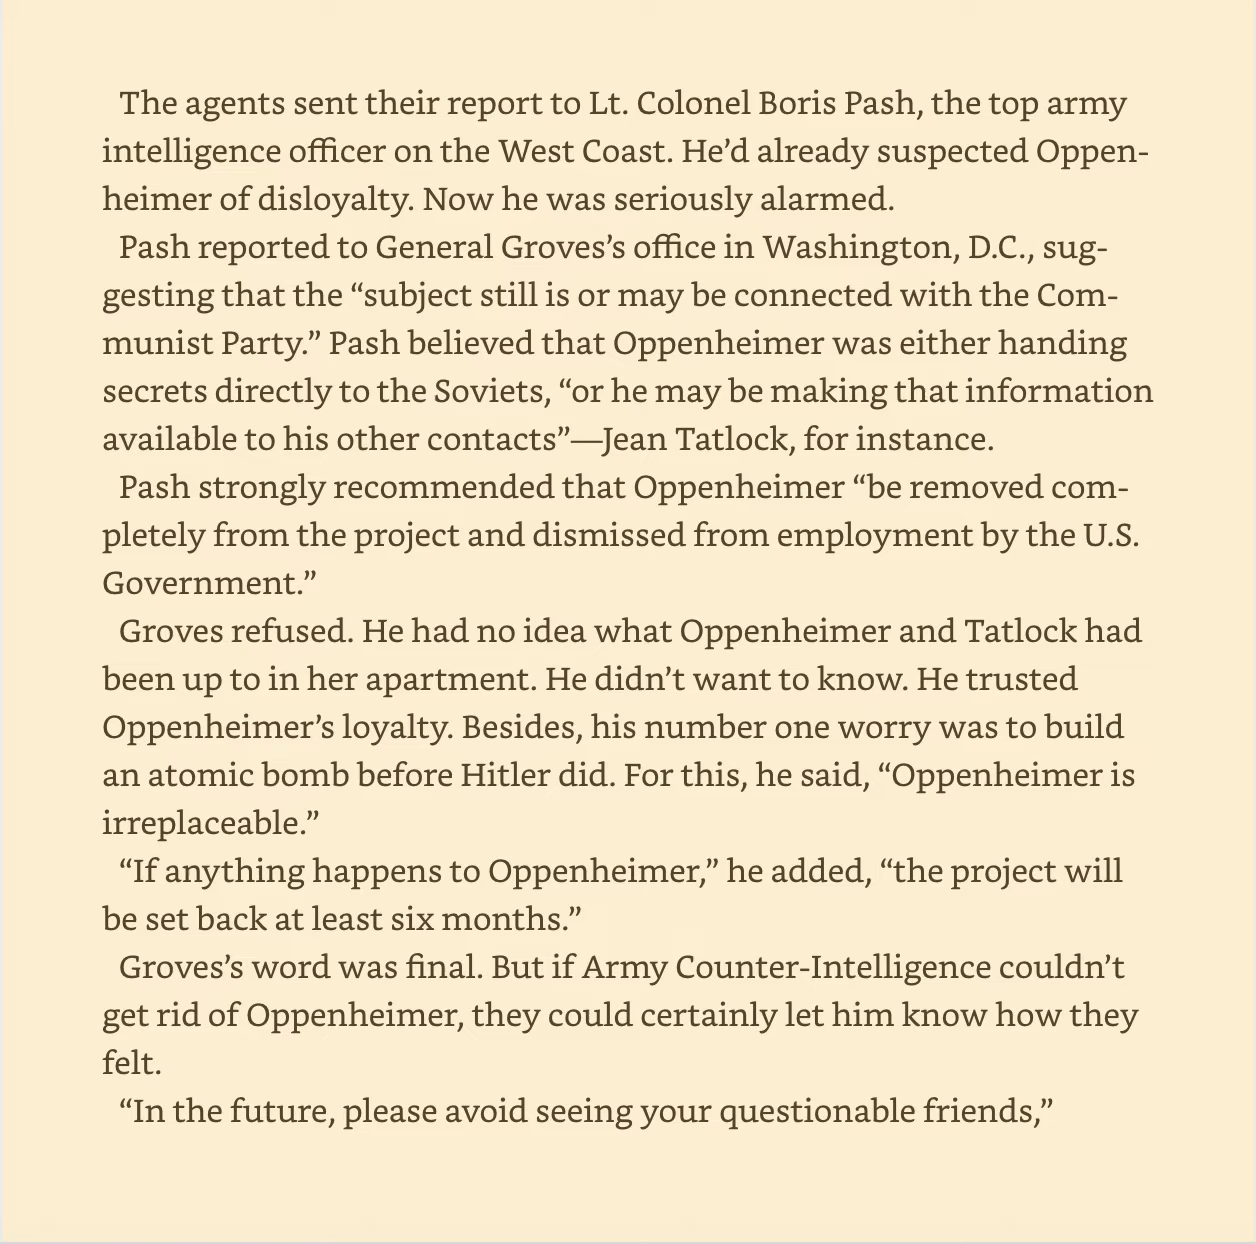 The agents sent their report to Lt. Colonel Boris Pash, the top army
intelligence officer on the West Coast. He’d already suspected Oppen-
heimer of disloyalty. Now he was seriously alarmed.
Pash reported to General Groves’s office in Washington, D.C., sug-
gesting that the “subject still is or may be connected with the Com-
munist Party.” Pash believed that Oppenheimer was either handing
secrets directly to the Soviets, “or he may be making that information
available to his other contacts”—Jean Tatlock, for instance.
Pash strongly recommended that Oppenheimer “be removed com-
pletely from the project and dismissed from employment by the U.S.
Government.”
Groves refused. He had no idea what Oppenheimer and Tatlock had
been up to in her apartment. He didn’t want to know. He trusted
Oppenheimer’s loyalty. Besides, his number one worry was to build
an atomic bomb before Hitler did. For this, he said, “Oppenheimer is
irreplaceable.”
“If anything happens to Oppenheimer,” he added, “the project will
be set back at least six months.”
Groves’s word was final. But if Army Counter-Intelligence couldn’t
get rid of Oppenheimer, they could certainly let him know how they
felt.
“In the future, please avoid seeing your questionable friends,”